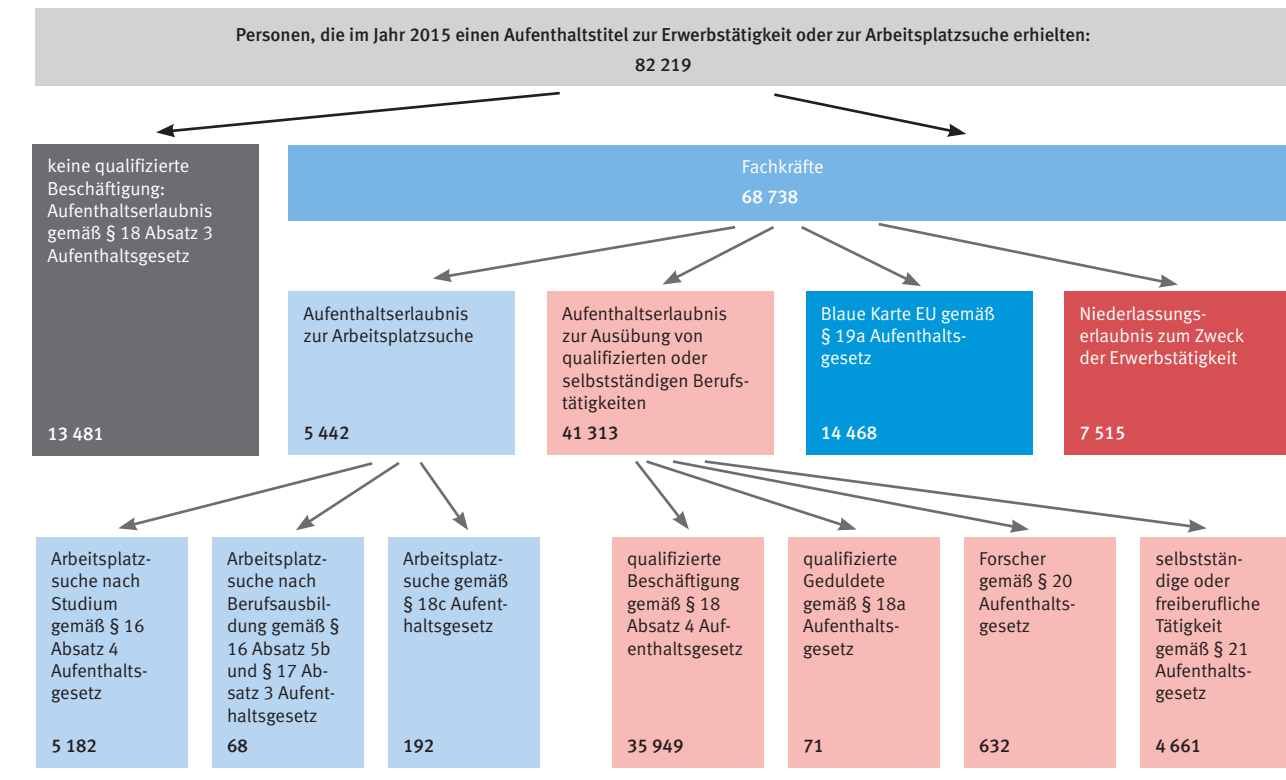 Personen, die im Jahr 2015 einen Aufenthaltstitel zur Erwerbstätigkeit oder zur Arbeitsplatzsuche erhielten:
82 219
keine qualifizierte
Beschäftigung:
Aufenthaltserlaubnis
gemäß § 18 Absatz 3
Aufenthaltsgesetz
13 481
Fachkräfte
68 738
Aufenthaltserlaubnis
zur Arbeitsplatzsuche
5 442
Aufenthaltserlaubnis
zur Ausübung von
qualifizierten oder
selbstständigen Berufs-
tätigkeiten
41 313
Blaue Karte EU gemäß
§ 19a Aufenthalts-
gesetz
14 468
Niederlassungs-
erlaubnis zum Zweck
der Erwerbstätigkeit
7 515
Arbeitsplatz-
suche nach
Studium
gemäß § 16
Absatz 4
Aufenthalts-
gesetz
5 182
Arbeitsplatz-
suche nach
Berufsausbil-
dung gemäß §
16 Absatz 5b
und § 17 Ab-
satz 3 Aufent-
haltsgesetz
68
Arbeitsplatz-
suche gemäß
§ 18c Aufent-
haltsgesetz
192
qualifizierte
Beschäftigung
gemäß § 18
Absatz 4 Auf-
enthaltsgesetz
35 949
qualifizierte
Geduldete
gemäß § 18a
Aufenthalts-
gesetz
71
Forscher
gemäß § 20
Aufenthalts-
gesetz
632
selbststän-
dige oder
freiberufliche
Tätigkeit
gemäß § 21
Aufenthalts-
gesetz
4 661